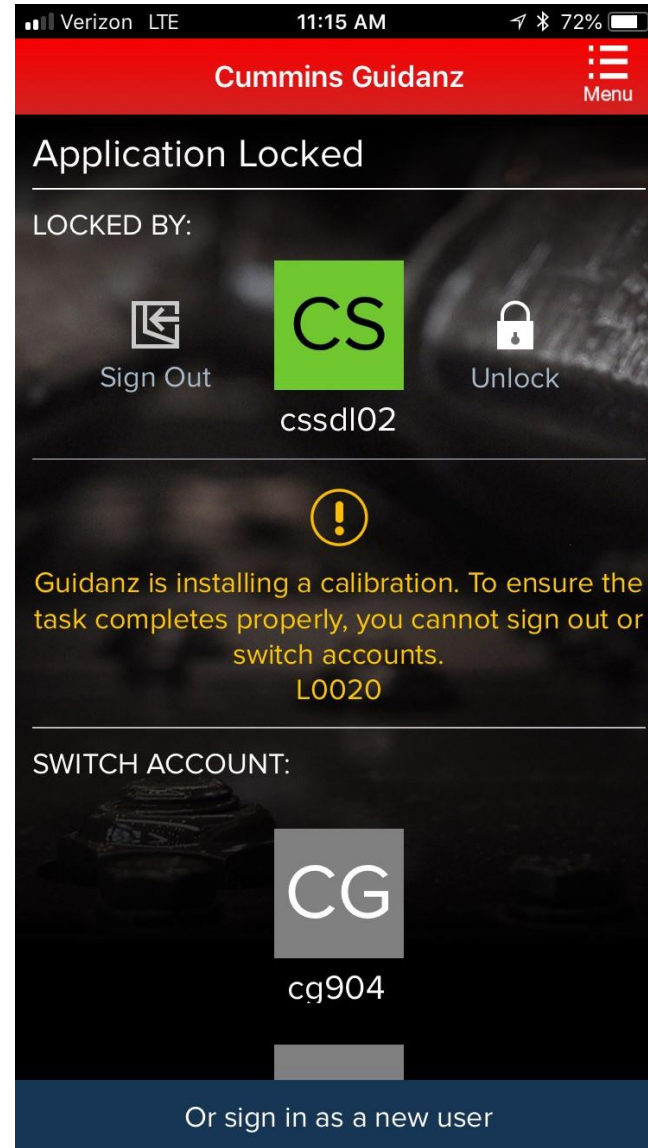 Verizon LTE 11:15 AM 72%
Cummins Guidanz
Menu
Application Locked
LOCKED BY:
CS
Sign Out
Unlock
cssdl02
!
Guidanz is installing a calibration. To ensure the
task completes properly, you cannot sign out or
switch accounts.
L0020
SWITCH ACCOUNT:
CG
cg904
Or sign in as a new user